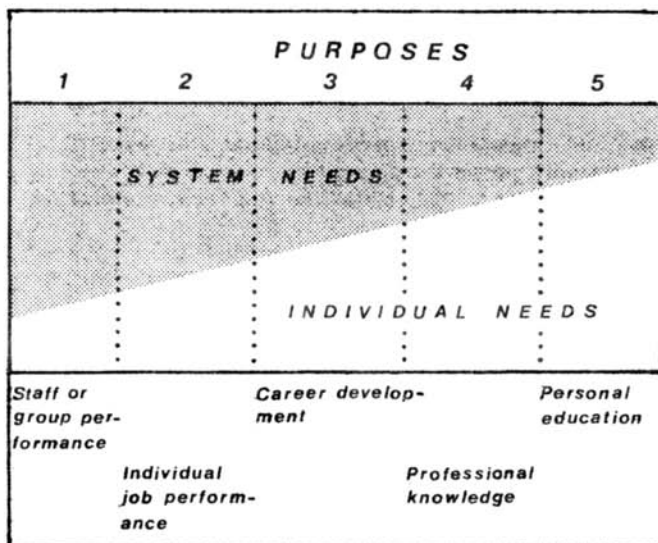 PURPOSES
1 2 3 4 5
SYSTEM NEEDS
INDIVIDUAL NEEDS
Staff or
group per-
formance
Individual
job perform-
ance
Career develop-
ment
Professional
knowledge
Personal
education